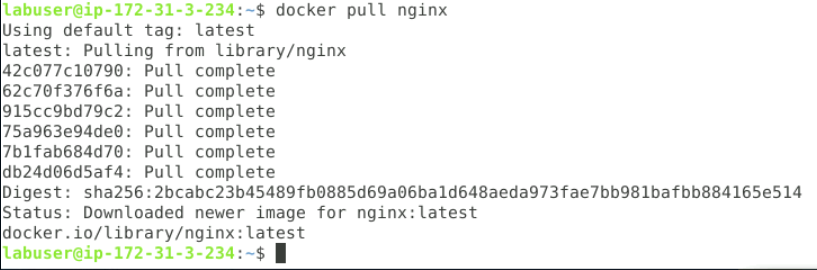 labuser@ip-172-31-3-234:~$ docker pull nginx
Using default tag: latest
latest: Pulling from library/nginx
42c077c10790: Pull complete
62c70f376f6a: Pull complete
915cc9bd79c2: Pull complete
75a963e94de0: Pull complete
7b1fab684d70: Pull complete
db24d06d5af4: Pull complete
Digest: sha256:2bcabc23b45489fb0885d69a06ba1d648aeda973fae7bb981bafbb884165e514
Status: Downloaded newer image for nginx:latest
docker.io/library/nginx:latest
labuser@ip-172-31-3-234:~$